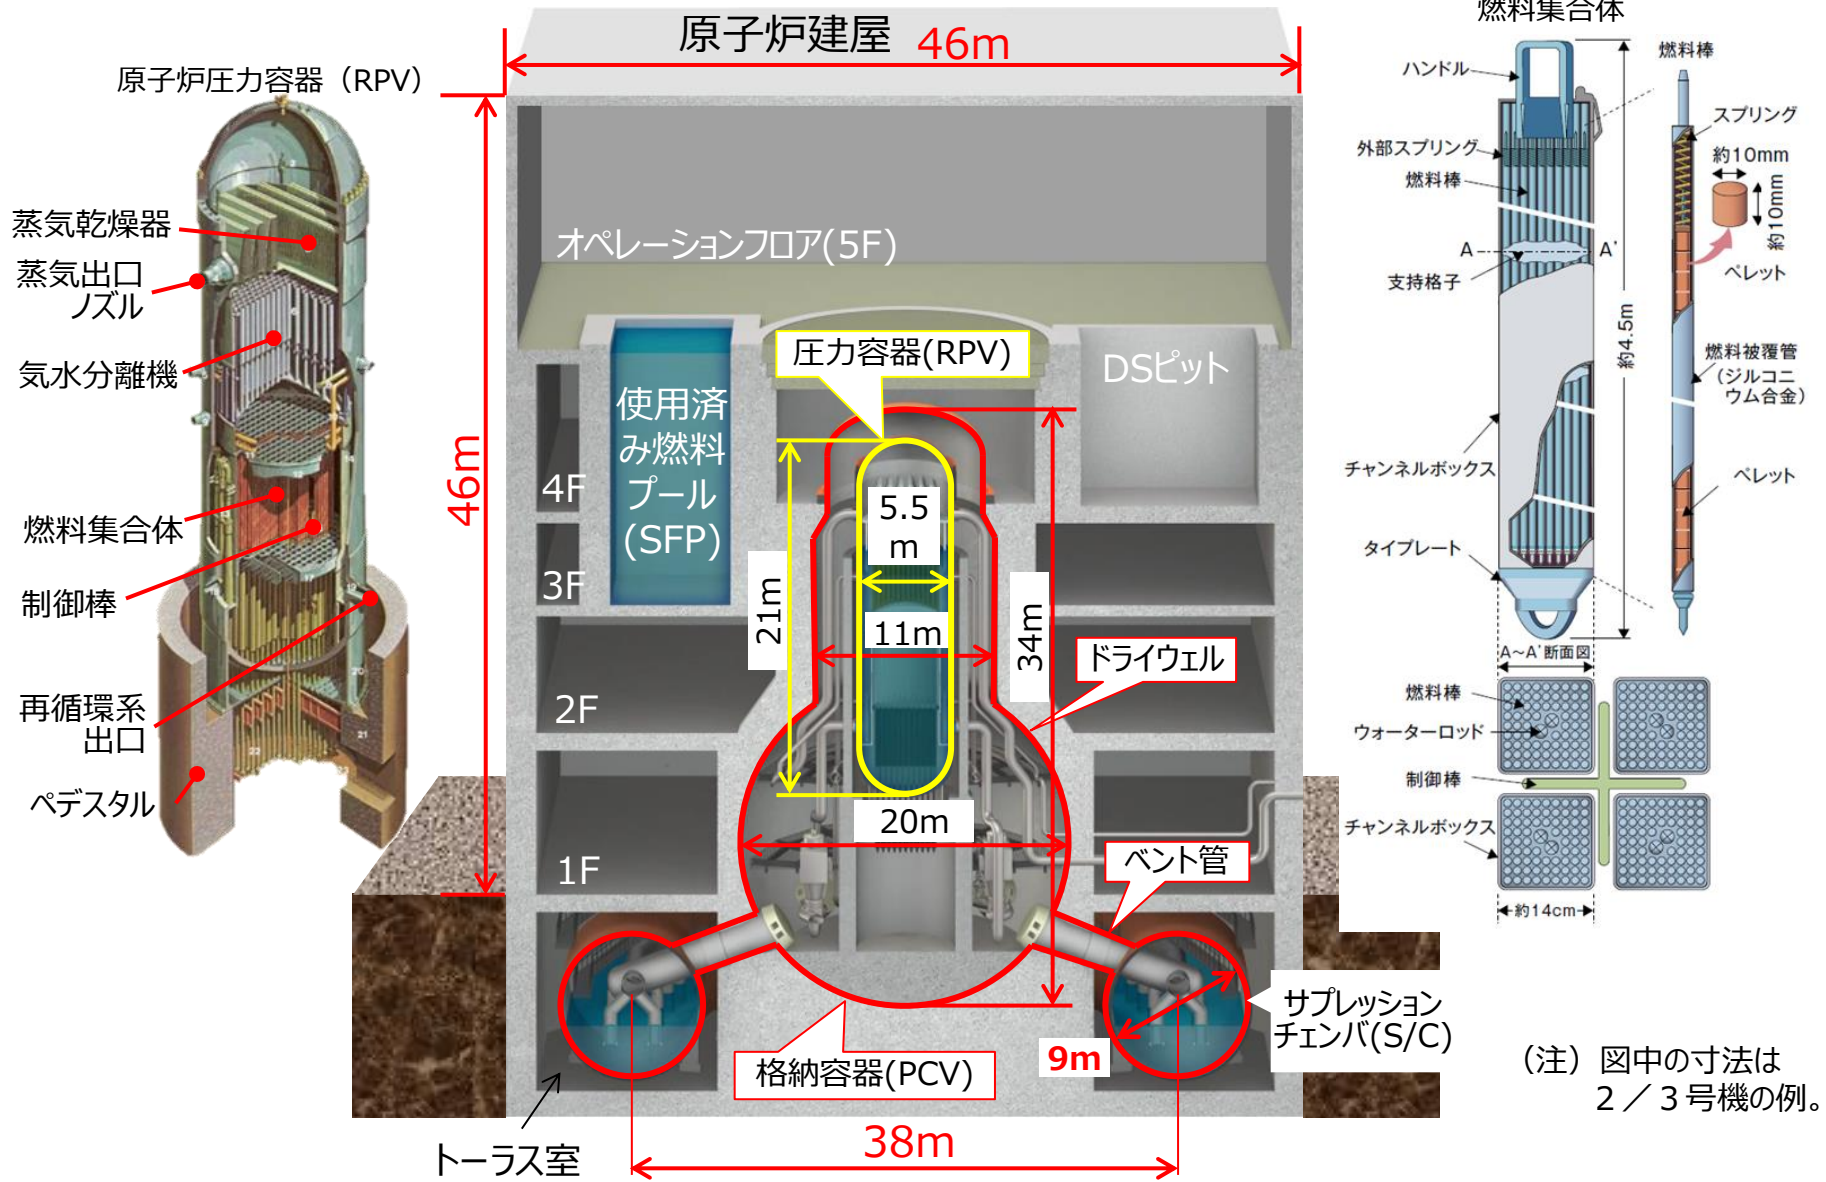 原子炉建屋
46m
46m
原子炉圧力容器（RPV）
蒸気乾燥器
蒸気出口
ノズル
気水分離機
燃料集合体
制御棒
再循環系
出口
ペデスタル
20
21
22
オペレーションフロア(5F)
使用済
み燃料
プール
(SFP)
圧力容器(RPV)
DSピット
4F
3F
2F
1F
5.5
m
21m
11m
34m
20m
ドライウェル
ベント管
サプレッション
チェンバ(S/C)
9m
格納容器(PCV)
トーラス室
38m
燃料集合体
ハンドル
外部スプリング
燃料棒
A
A'
支持格子
チャンネルボックス
タイプレート
約4.5m
燃料棒
スプリング
約10mm
約10mm
ペレット
燃料被覆管
（ジルコニ
ウム合金）
ペレット
A～A'断面図
燃料棒
ウォーターロッド
制御棒
チャンネルボックス
約14cm
（注）図中の寸法は
２／３号機の例。